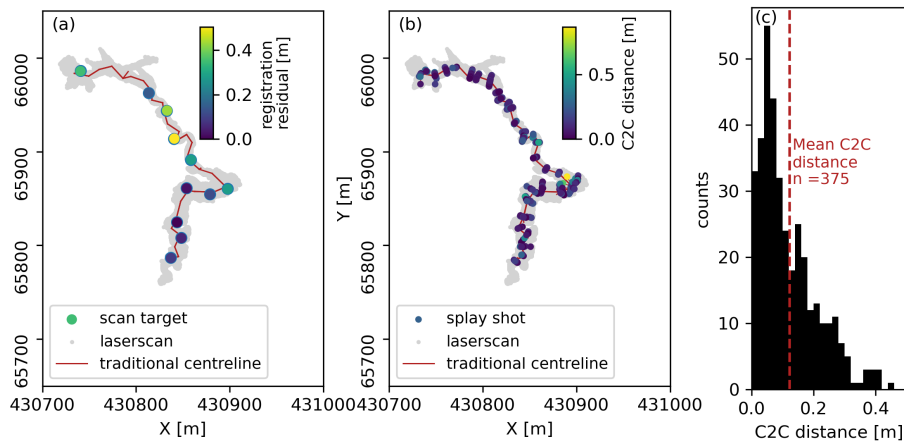 (a)
0.4
0.2
0.0
registration
residual [m]
66000
65900
65800
65700
scan target
laserscan
traditional centreline
430700
430800
430900
431000
X [m]
(b)
0.5
0.0
C2C distance [m]
Y [m]
66000
65900
65800
65700
splay shot
laserscan
traditional centreline
430700
430800
430900
431000
X [m]
(c)
50
40
30
20
10
0
counts
Mean C2C
distance
n =375
0.0
0.2
0.4
C2C distance [m]